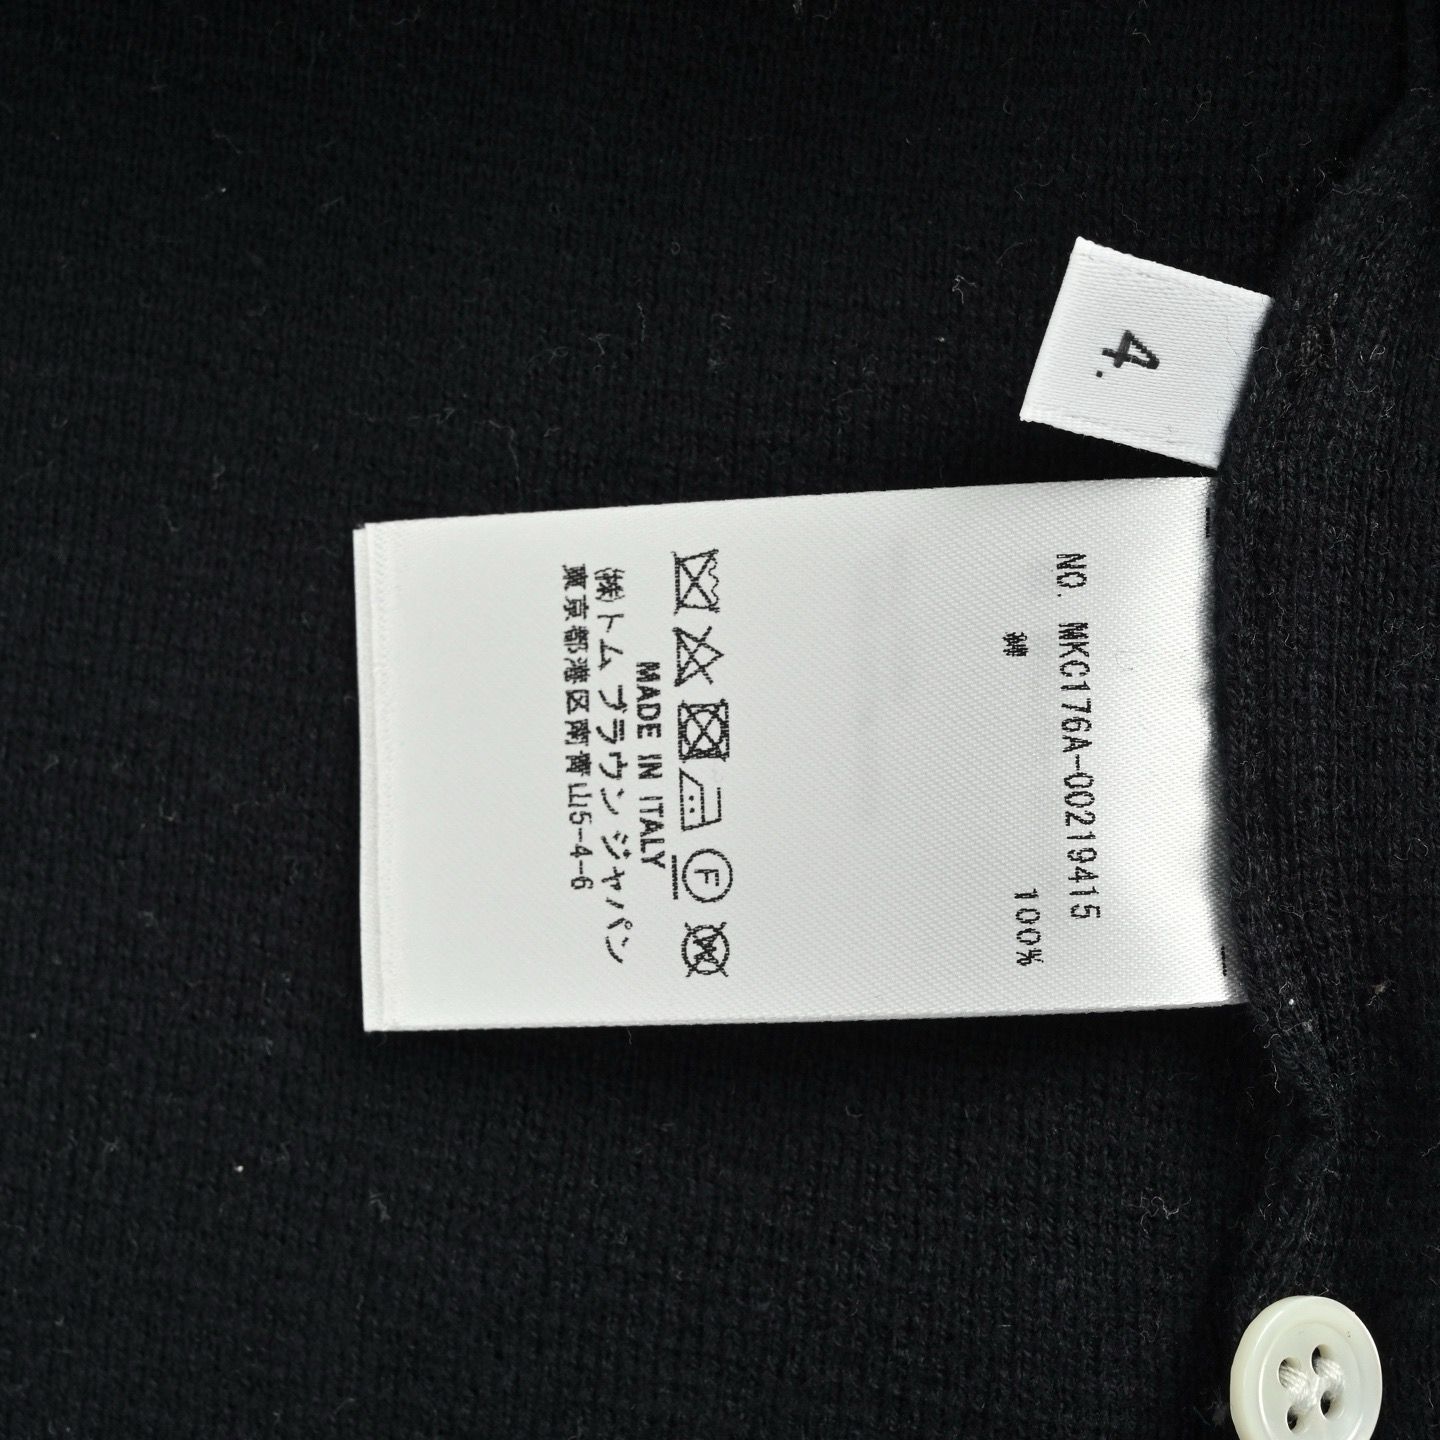 4.
NO. MKC176A-00219415
綿 100%
F
W
MADE IN ITALY
(株)トム ブラウン ジャパン
東京都港区南青山5-4-6